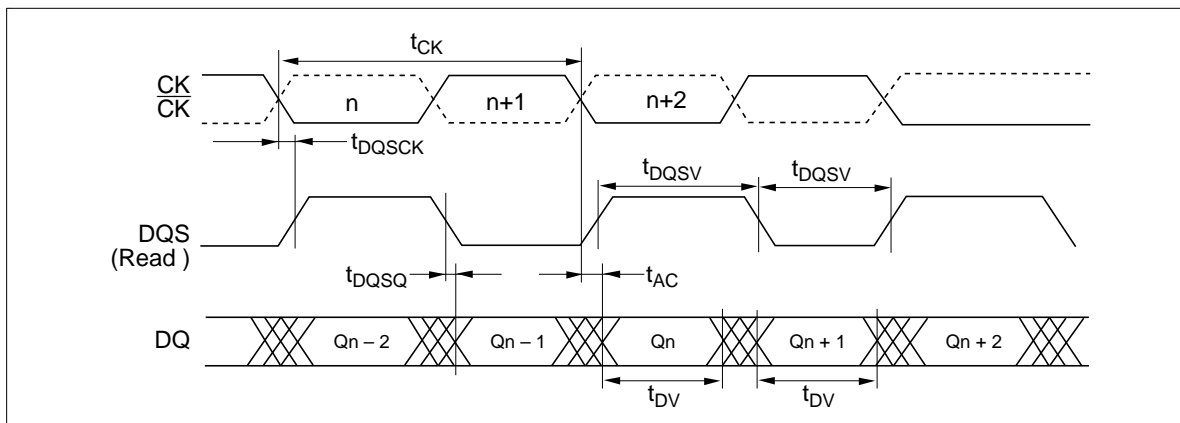 tCK
CK
CK
n
n+1
n+2
tDQSCK
tDQSV
tDQSV
DQS
(Read )
tDQSQ
tAC
DQ
Qn – 2
Qn – 1
Qn
Qn + 1
Qn + 2
tDV
tDV